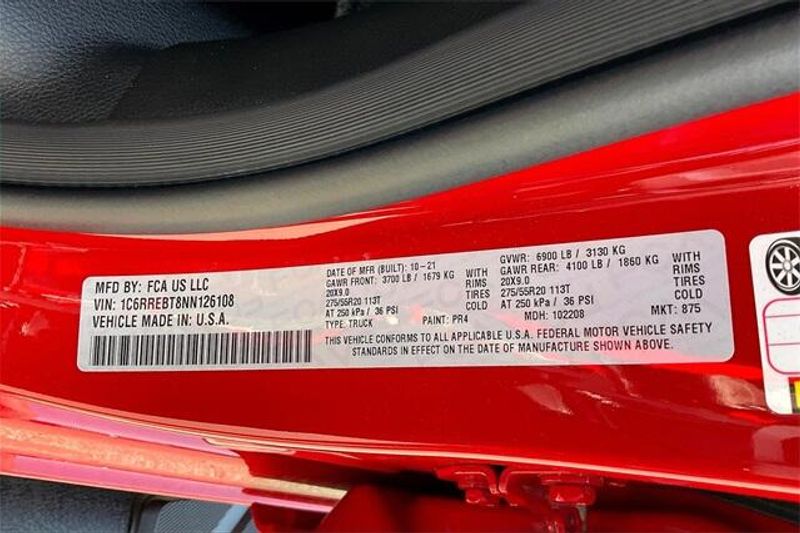 MFD BY: FCA US LLC
VIN: 1C6RREBT8NN126108
VEHICLE MADE IN: U.S.A.
DATE OF MFR (BUILT): 10-21
GAWR FRONT: 3700 LB / 1679 KG
20X9.0
275/55R20 113T
AT 250 kPa / 36 PSI
TYPE: TRUCK
WITH
RIMS
TIRES
COLD
PAINT: PR4
GVWR: 6900 LB / 3130 KG
GAWR REAR: 4100 LB / 1860 KG
20X9.0
275/55R20 113T
AT 250 kPa / 36 PSI
MDH: 102208
WITH
RIMS
TIRES
COLD
MKT: 875
THIS VEHICLE CONFORMS TO ALL APPLICABLE U.S.A. FEDERAL MOTOR VEHICLE SAFETY
STANDARDS IN EFFECT ON THE DATE OF MANUFACTURE SHOWN ABOVE.